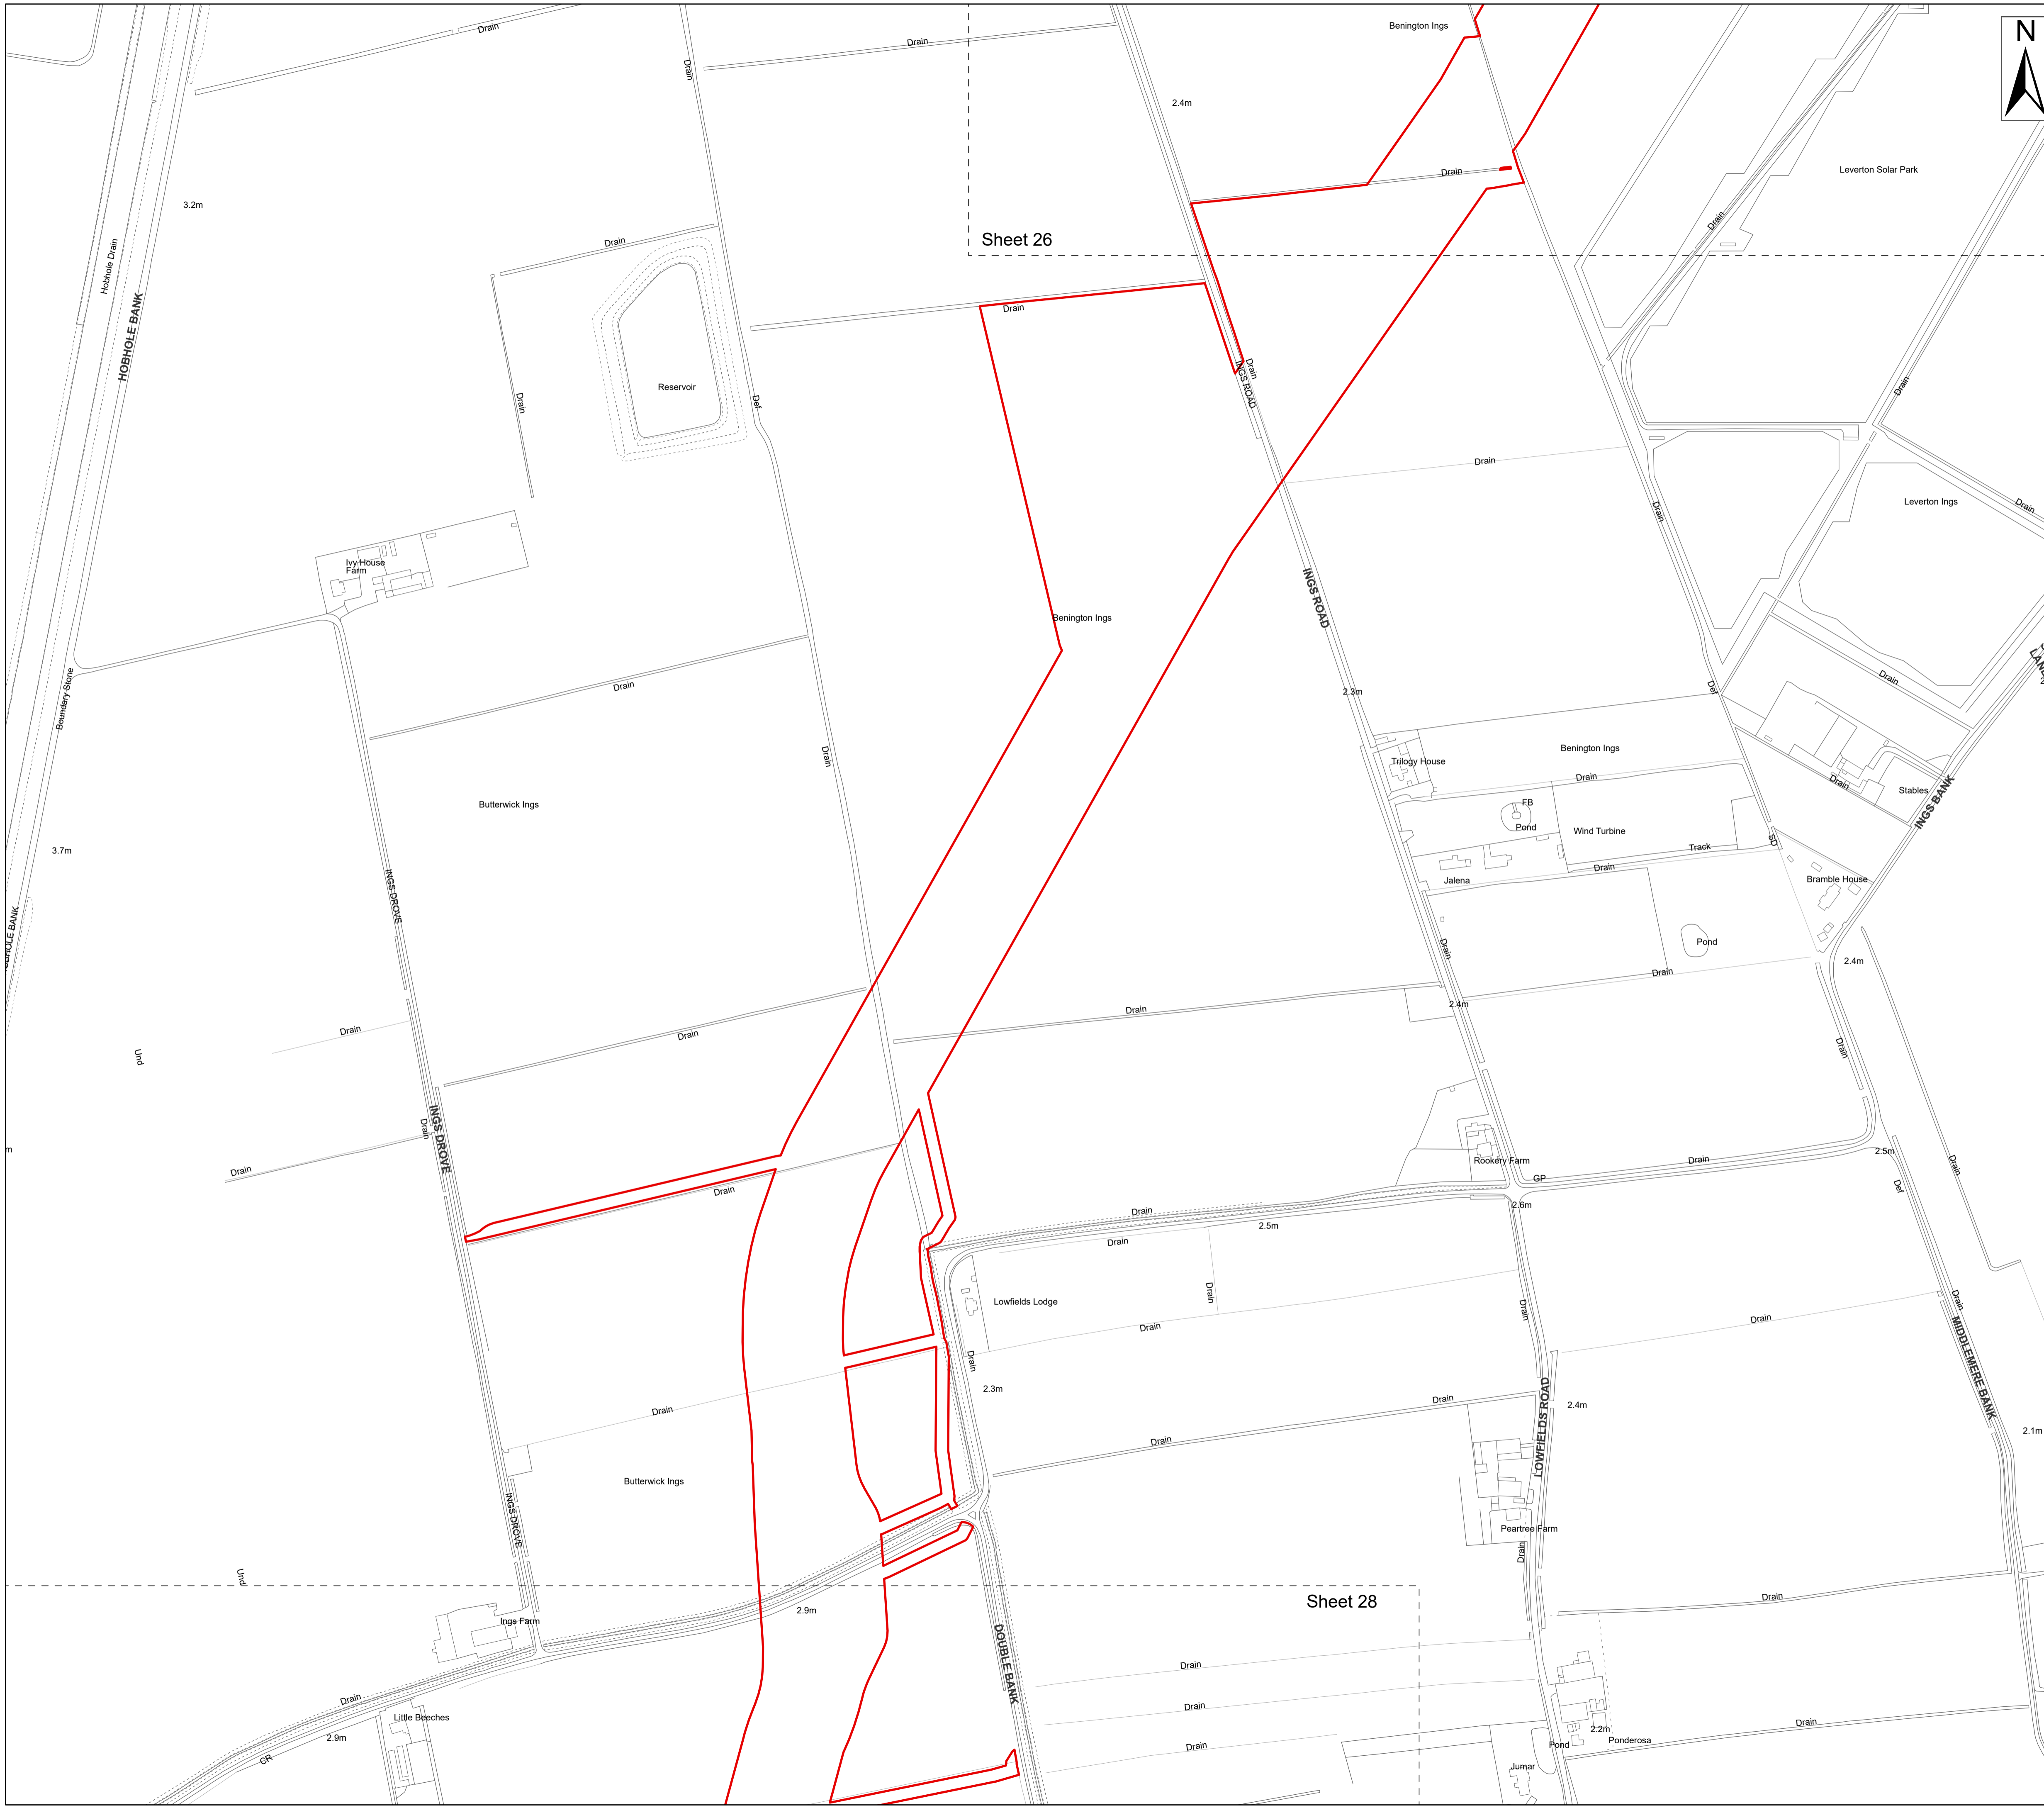 Drain
Drain
Benington Ings
N
Drain
2.4m
Leverton Solar Park
Drain
3.2m
Drain
Sheet 26
Drain
Hobhole Drain
HOBHOLE BANK
Drain
Drain
INGS ROAD
Reservoir
Drain
Def
Drain
Drain
Leverton Ings
Drain
Drain
Ivy House
Farm
INGS ROAD
Benington Ings
Boundary Stone
Drain
2.3m
Def
Drain
Drain
Benington Ings
Trilogy House
Drain
Drain
Stables
INGS BANK
Butterwick Ings
FB
Pond
Wind Turbine
3.7m
Track
SD
Drain
Jalena
Bramble House
INGS DROVE
HOLE BANK
Drain
Pond
2.4m
Drain
2.4m
Drain
Drain
Drain
Und
Drain
Drain
INGS DROVE
Drain
m
Rookery Farm
Drain
2.5m
Drain
Def
GP
Drain
2.6m
Drain
2.5m
Drain
Drain
Lowfields Lodge
Drain
Drain
Drain
Drain
Drain
MIDDLEMERE BANK
Drain
2.3m
Drain
Drain
LOWFIELDS ROAD
2.4m
2.1m
Drain
Butterwick Ings
INGS DROVE
Peartree Farm
Drain
Und
Drain
Sheet 28
2.9m
Ings Farm
DOUBLE BANK
Drain
Drain
Drain
Little Beeches
2.9m
CR
Drain
2.2m
Drain
Pond
Ponderosa
Jumar